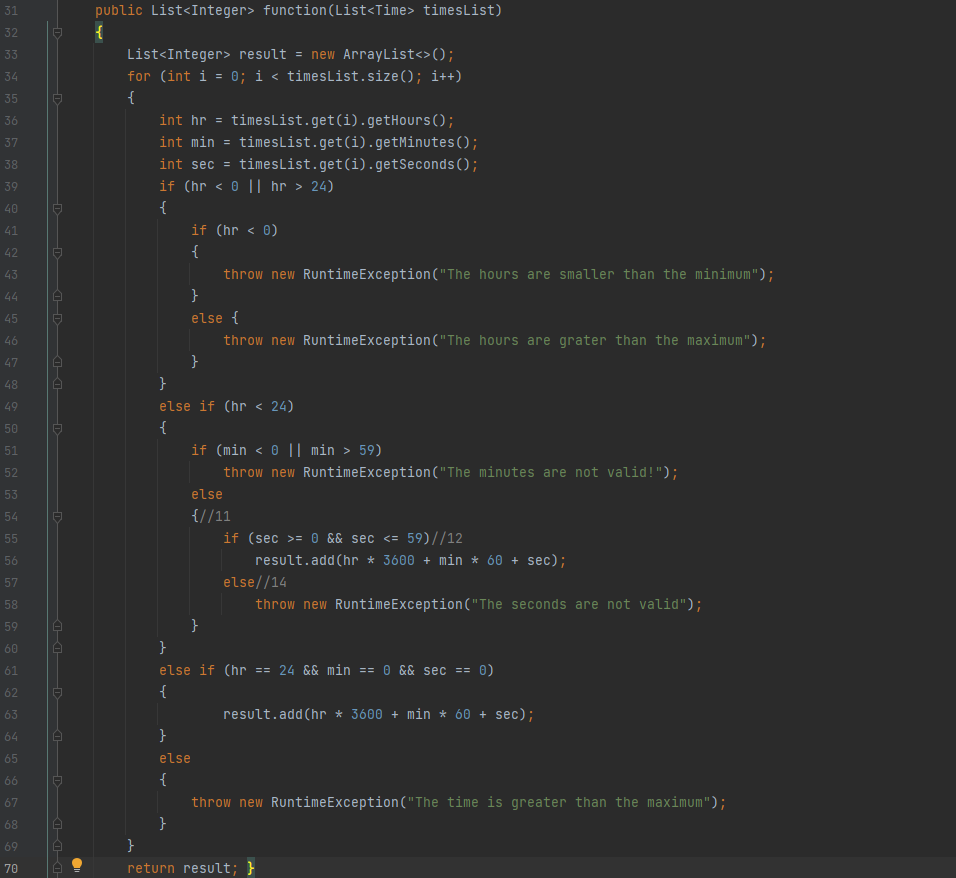 31 public List<Integer> function(List<Time> timesList)
32 {
33 List<Integer> result = new ArrayList<>();
34 for (int i = 0; i < timesList.size(); i++)
35 {
36 int hr = timesList.get(i).getHours();
37 int min = timesList.get(i).getMinutes();
38 int sec = timesList.get(i).getSeconds();
39 if (hr < 0 || hr > 24)
40 {
41 if (hr < 0)
42 {
43 throw new RuntimeException("The hours are smaller than the minimum");
44 }
45 else {
46 throw new RuntimeException("The hours are grater than the maximum");
47 }
48 }
49 else if (hr < 24)
50 {
51 if (min < 0 || min > 59)
52 throw new RuntimeException("The minutes are not valid!");
53 else
54 {//11
55 if (sec >= 0 && sec <= 59)//12
56 result.add(hr * 3600 + min * 60 + sec);
57 else//14
58 throw new RuntimeException("The seconds are not valid");
59 }
60 }
61 else if (hr == 24 && min == 0 && sec == 0)
62 {
63 result.add(hr * 3600 + min * 60 + sec);
64 }
65 else
66 {
67 throw new RuntimeException("The time is greater than the maximum");
68 }
69 }
70 return result; }